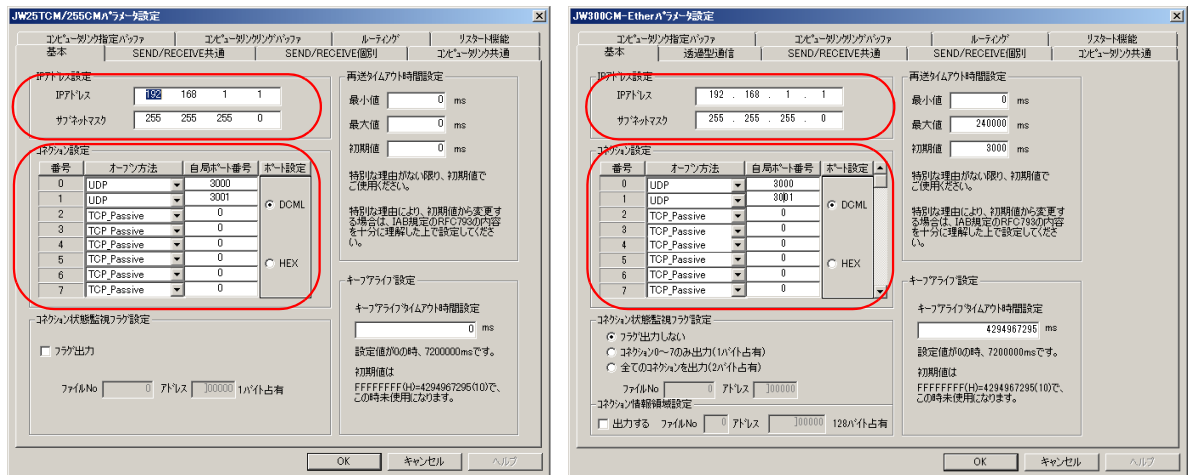 JW25TCM/255CMﾊﾟﾗﾒｰﾀ設定
ｺﾝﾋﾟｭｰﾀﾘﾝｸ指定ﾊﾞｯﾌｧ ｺﾝﾋﾟｭｰﾀﾘﾝｸリﾝｸﾞﾊﾞｯﾌｧ ﾙｰﾃｨﾝｸﾞ リスタート機能
基本 SEND/RECEIVE共通 SEND/RECEIVE個別 ｺﾝﾋﾟｭｰﾀﾘﾝｸ共通
IPｱﾄﾞﾚｽ設定
IPｱﾄﾞﾚｽ 192 168 1 1
ｻﾌﾞﾈｯﾄﾏｽｸ 255 255 255 0
ｺﾈｸｼｮﾝ設定
番号 ｵｰﾌﾟﾝ方法 自局ﾎﾟｰﾄ番号 ﾎﾟｰﾄ設定
0 UDP 3000
1 UDP 3001
2 TCP_Passive 0
3 TCP_Passive 0
4 TCP_Passive 0
5 TCP_Passive 0
6 TCP_Passive 0
7 TCP_Passive 0
DCML
HEX
ｺﾈｸｼｮﾝ状態監視ﾌﾗｸﾞ設定
ﾌﾗｸﾞ出力
ﾌｧｲﾙNo 0 ｱﾄﾞﾚｽ ]00000 1ﾊﾞｲﾄ占有
再送ﾀｲﾑｱｳﾄ時間設定
最小値 0 ms
最大値 0 ms
初期値 0 ms
特別な理由がない限り、初期値で
ご使用ください。
特別な理由により、初期値から変更す
る場合は、IAB規定のRFC793の内容
を十分に理解した上で設定してくださ
い。
ｷｰﾌﾟｱﾗｲﾌﾞ設定
ｷｰﾌﾟｱﾗｲﾌﾞﾀｲﾑｱｳﾄ時間設定
0 ms
設定値が0の時、7200000msです。
初期値は
FFFFFFFF(H)=4294967295(10)で、
この時未使用になります。
OK キャンセル ヘルプ
JW300CM-Etherﾊﾟﾗﾒｰﾀ設定
ｺﾝﾋﾟｭｰﾀﾘﾝｸ指定ﾊﾞｯﾌｧ ｺﾝﾋﾟｭｰﾀﾘﾝｸリﾝｸﾞﾊﾞｯﾌｧ ﾙｰﾃｨﾝｸﾞ リスタート機能
基本 透過型通信 SEND/RECEIVE共通 SEND/RECEIVE個別 ｺﾝﾋﾟｭｰﾀﾘﾝｸ共通
IPｱﾄﾞﾚｽ設定
IPｱﾄﾞﾚｽ 192 . 168 . 1 . 1
ｻﾌﾞﾈｯﾄﾏｽｸ 255 . 255 . 255 . 0
ｺﾈｸｼｮﾝ設定
番号 ｵｰﾌﾟﾝ方法 自局ﾎﾟｰﾄ番号 ﾎﾟｰﾄ設定
0 UDP 3000
1 UDP 3001
2 TCP_Passive 0
3 TCP_Passive 0
4 TCP_Passive 0
5 TCP_Passive 0
6 TCP_Passive 0
7 TCP_Passive 0
DCML
HEX
ｺﾈｸｼｮﾝ状態監視ﾌﾗｸﾞ設定
ﾌﾗｸﾞ出力しない
ｺﾈｸｼｮﾝ0～7のみ出力(1ﾊﾞｲﾄ占有)
全てのｺﾈｸｼｮﾝを出力(2ﾊﾞｲﾄ占有)
ﾌｧｲﾙNo 0 ｱﾄﾞﾚｽ ]00000
ｺﾈｸｼｮﾝ情報領域設定
出力する ﾌｧｲﾙNo 0 ｱﾄﾞﾚｽ ]00000 128ﾊﾞｲﾄ占有
再送ﾀｲﾑｱｳﾄ時間設定
最小値 0 ms
最大値 240000 ms
初期値 3000 ms
特別な理由がない限り、初期値で
ご使用ください。
特別な理由により、初期値から変更す
る場合は、IAB規定のRFC793の内容
を十分に理解した上で設定してくださ
い。
ｷｰﾌﾟｱﾗｲﾌﾞ設定
ｷｰﾌﾟｱﾗｲﾌﾞﾀｲﾑｱｳﾄ時間設定
4294967295 ms
設定値が0の時、7200000msです。
初期値は
FFFFFFFF(H)=4294967295(10)で、
この時未使用になります。
OK キャンセル ヘルプ